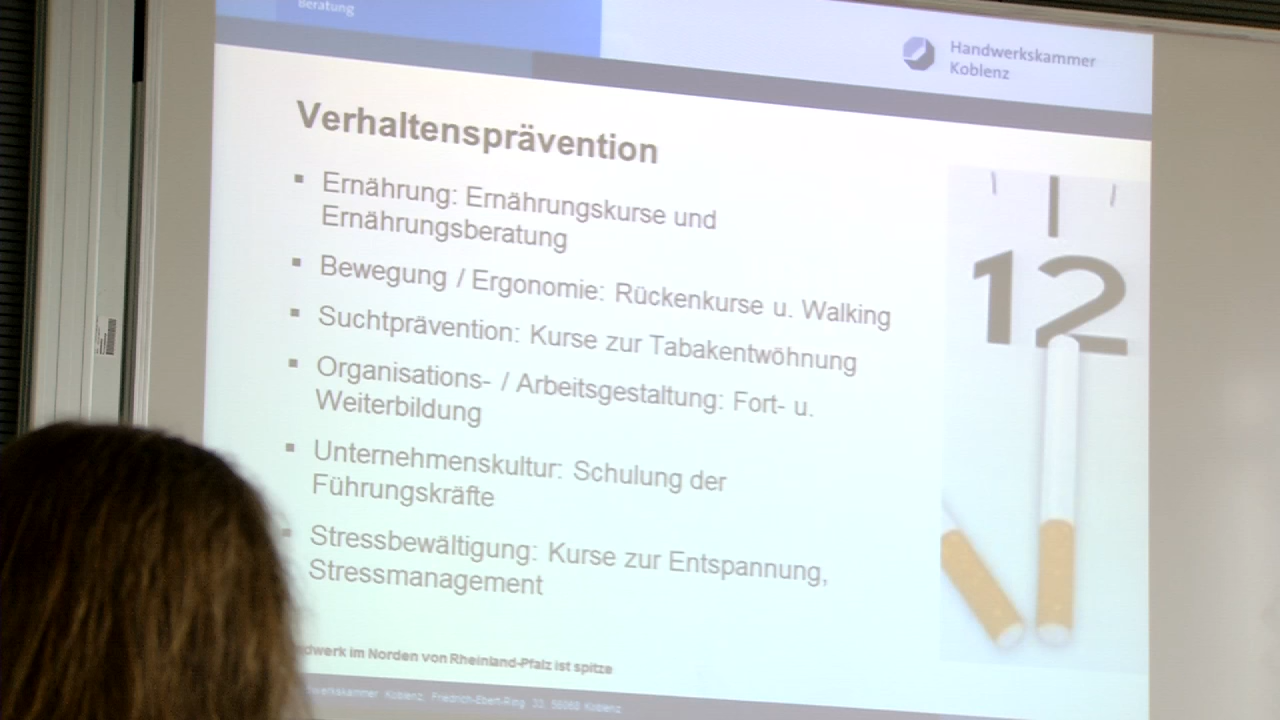 Beratung
Handwerkskammer
Koblenz
Verhaltensprävention
▪ Ernährung: Ernährungskurse und
Ernährungsberatung
▪ Bewegung / Ergonomie: Rückenkurse u. Walking
▪ Suchtprävention: Kurse zur Tabakentwöhnung
▪ Organisations- / Arbeitsgestaltung: Fort- u.
Weiterbildung
▪ Unternehmenskultur: Schulung der
Führungskräfte
▪ Stressbewältigung: Kurse zur Entspannung,
Stressmanagement
12
dwerk im Norden von Rheinland-Pfalz ist spitze
werkskammer Koblenz, Friedrich-Ebert-Ring 33, 56068 Koblenz